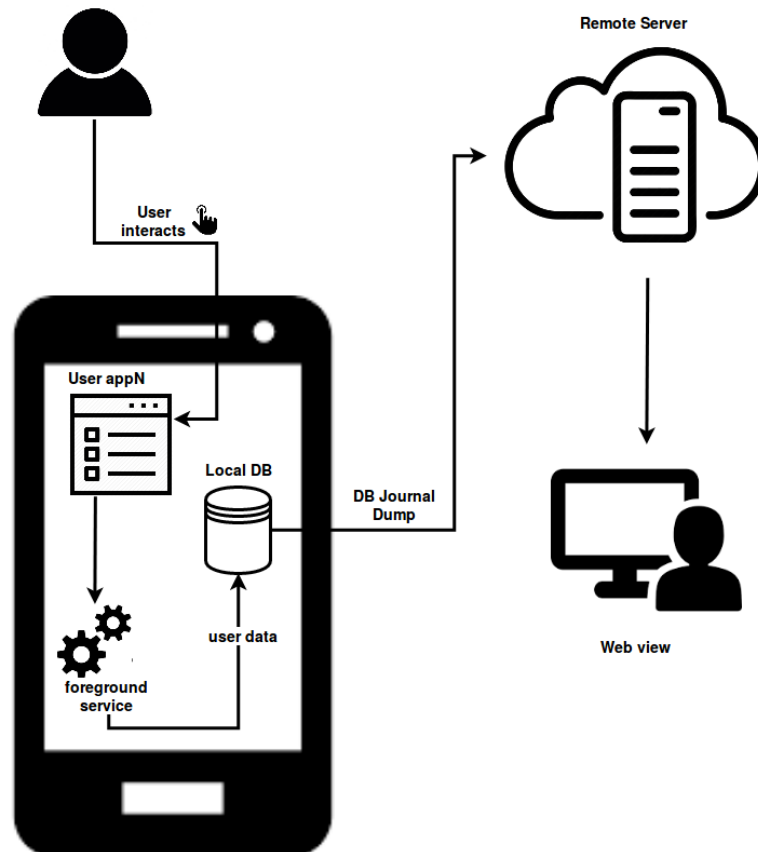 Remote Server
User
interacts
User appN
Local DB
DB Journal
Dump
user data
foreground
service
Web view